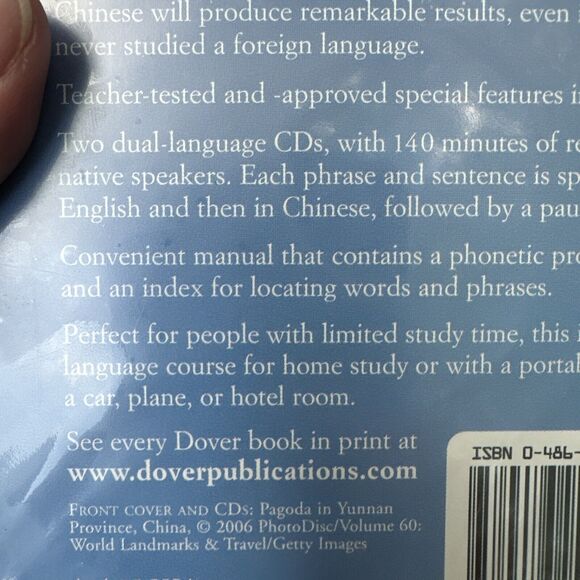 Chinese will produce remarkable results, even
never studied a foreign language.
Teacher-tested and -approved special features
Two dual-language CDs, with 140 minutes of
native speakers. Each phrase and sentence is
English and then in Chinese, followed by a
Convenient manual that contains a phonetic
and an index for locating words and phrases.
Perfect for people with limited study time, this
language course for home study or with a
a car, plane, or hotel room.
See every Dover book in print at
www.doverpublications.com
FRONT COVER AND CDS: Pagoda in Yunnan
Province, China, © 2006 PhotoDisc/Volume 60:
World Landmarks & Travel/Getty Images
ISBN 0-486-